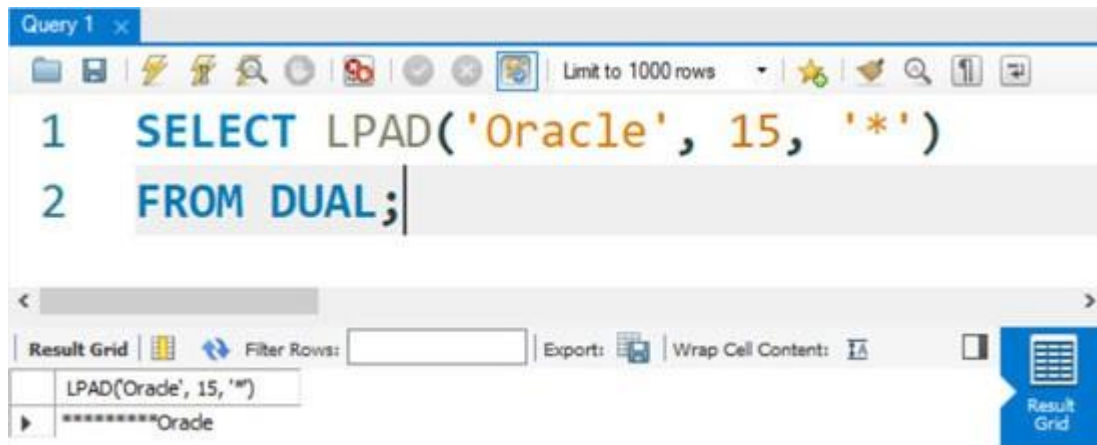 Query 1 ×
Limit to 1000 rows
1 SELECT LPAD('Oracle', 15, '*')
2 FROM DUAL;
Result Grid Filter Rows: Export: Wrap Cell Content: IA
LPAD('Oracle', 15, '*')
*********Oracle
Result
Grid